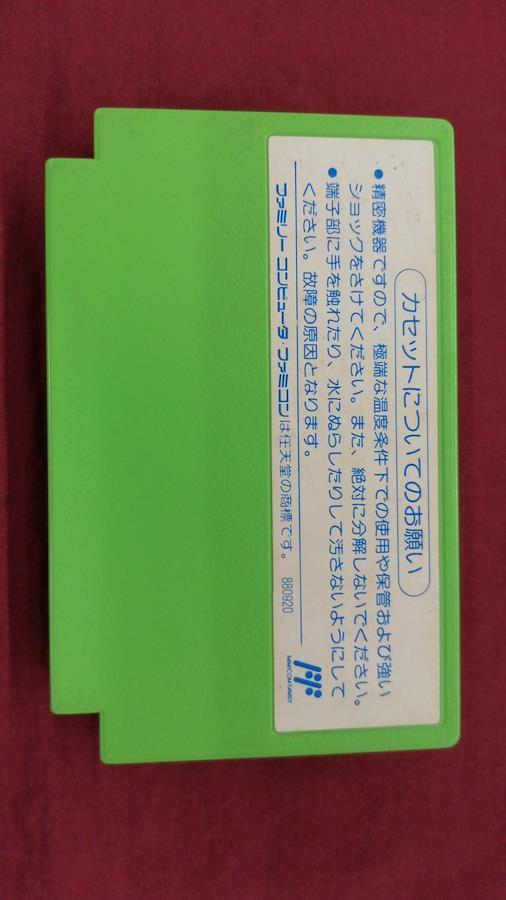 カセットについてのお願い
● 精密機器ですので、極端な温度条件下での使用や保管および強い
ショックをさけてください。また、絶対に分解しないでください。
● 端子部に手を触れたり、水にぬらしたりして汚さないようにして
ください。故障の原因となります。
ファミリー コンピュータ・ファミコンは任天堂の商標です。 880920
FAMICOM FAMILY